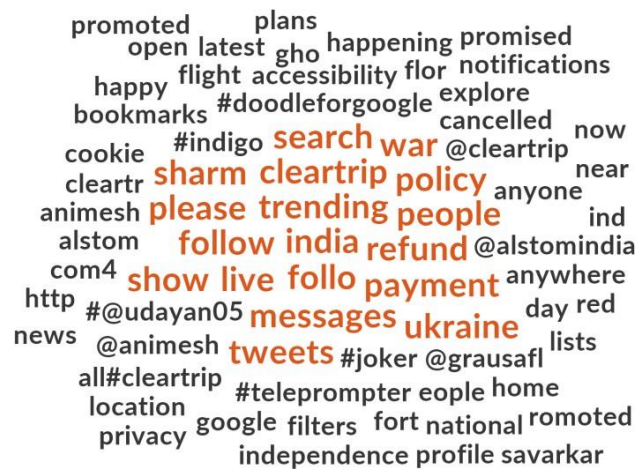 promoted plans
open latest gho happening promised
happy flight accessibility flor notifications
bookmarks #doodleforgoogle explore
cancelled now
#indigo search war @cleartrip
cookie near
cleartr sharm cleartrip policy anyone
animesh please trending people ind
alstom follow india refund @alstomindia
com4 show live follo payment anywhere
http #@udayan05 messages day red
news @animesh tweets ukraine lists
all#cleartrip #joker @grausafl
location #teleprompter eople home
privacy google filters fort national romoted
independence profile savarkar